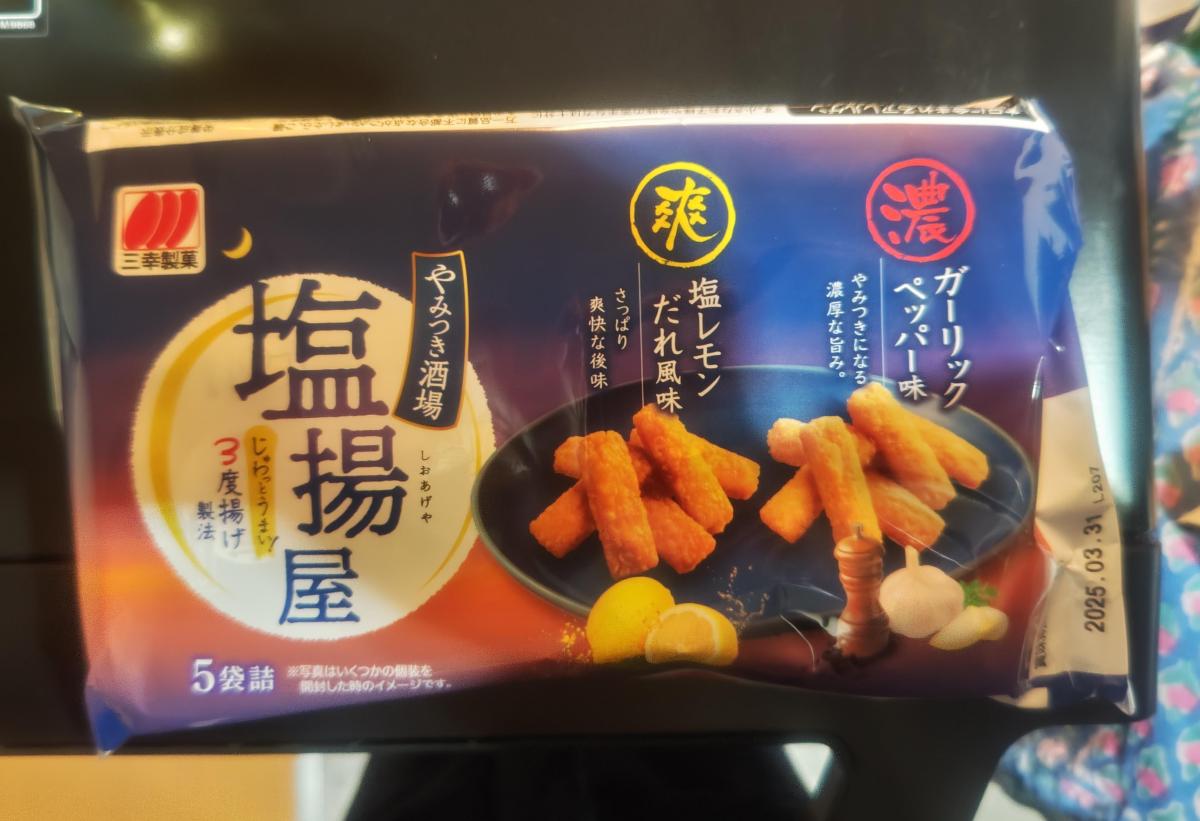 三幸製菓
やみつき酒場
塩揚屋
しおあげや
じゅわっとうまい!
3度揚げ
製法
5袋詰
※写真はいくつかの個装を
開封した時のイメージです。
濃
ガーリック
ペッパー味
やみつきになる
濃厚な旨み。
爽
塩レモン
だれ風味
さっぱり
爽快な後味
2025.03.31 L207